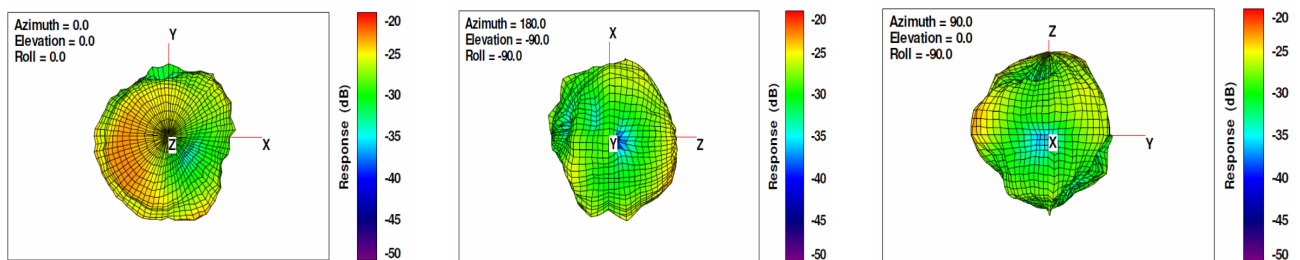 Azimuth = 0.0
Elevation = 0.0
Roll = 0.0
Y
X
Z
Response (dB)
-20
-25
-30
-35
-40
-45
-50
Azimuth = 180.0
Elevation = -90.0
Roll = -90.0
X
Z
Y
Response (dB)
-20
-25
-30
-35
-40
-45
-50
Azimuth = 90.0
Elevation = 0.0
Roll = -90.0
Z
Y
X
Response (dB)
-20
-25
-30
-35
-40
-45
-50